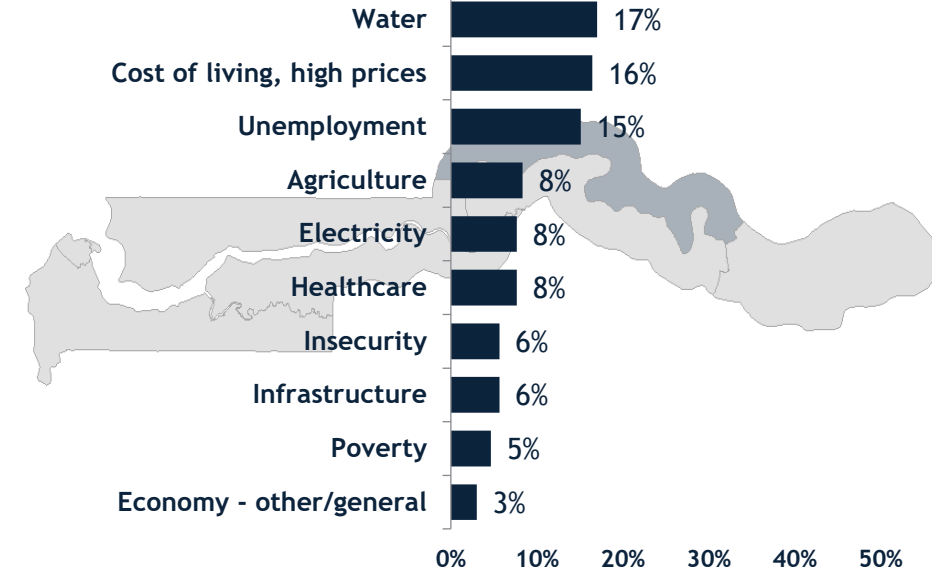 Water 17%
Cost of living, high prices 16%
Unemployment 15%
Agriculture 8%
Electricity 8%
Healthcare 8%
Insecurity 6%
Infrastructure 6%
Poverty 5%
Economy - other/general 3%
0% 10% 20% 30% 40% 50%